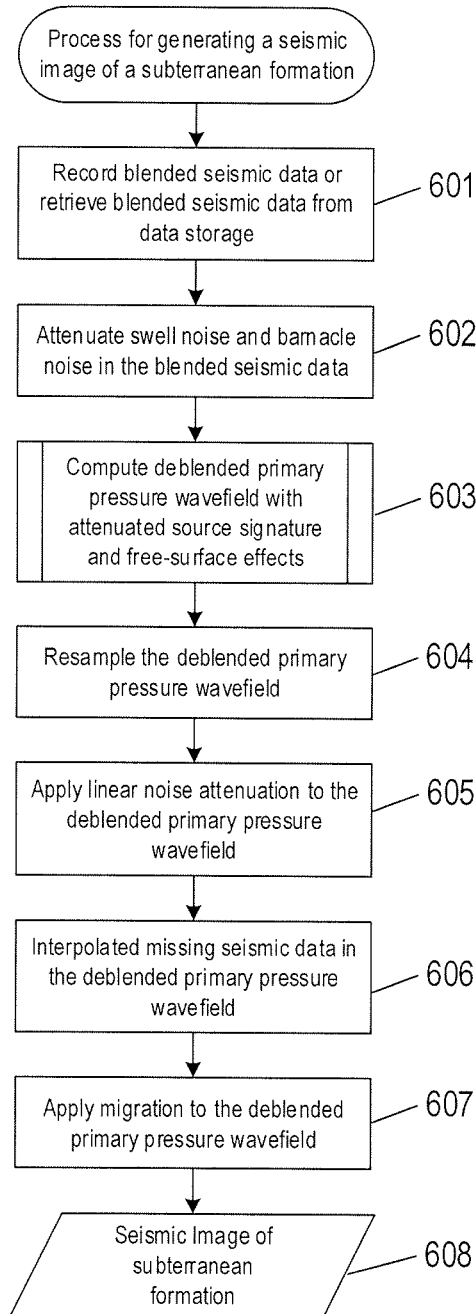 Process for generating a seismic
image of a subterranean formation
Record blended seismic data or
retrieve blended seismic data from
data storage
601
Attenuate swell noise and barnacle
noise in the blended seismic data
602
Compute deblended primary
pressure wavefield with
attenuated source signature
and free-surface effects
603
Resample the deblended primary
pressure wavefield
604
Apply linear noise attenuation to the
deblended primary pressure
wavefield
605
Interpolated missing seismic data in
the deblended primary pressure
wavefield
606
Apply migration to the deblended
primary pressure wavefield
607
Seismic Image of
subterranean
formation
608